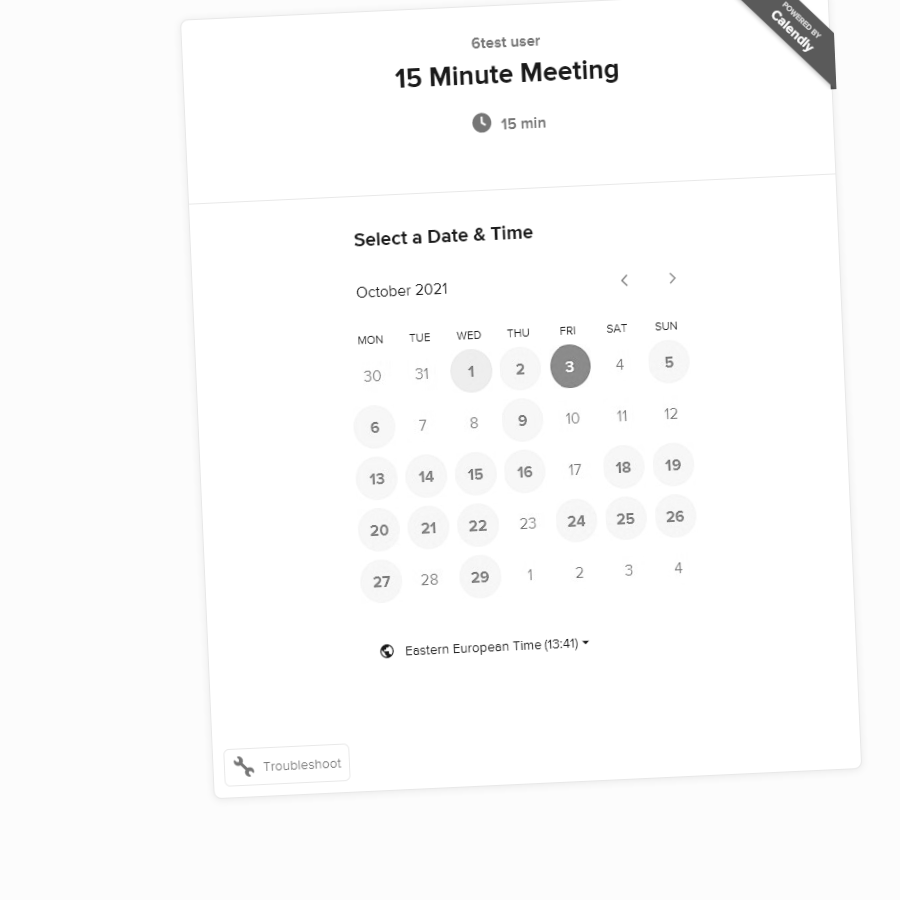 POWERED BY
Calendly
6test user
15 Minute Meeting
15 min
Select a Date & Time
October 2021
MON TUE WED THU FRI SAT SUN
30 31 1 2 3 4 5
6 7 8 9 10 11 12
13 14 15 16 17 18 19
20 21 22 23 24 25 26
27 28 29 1 2 3 4
Eastern European Time (13:41)
Troubleshoot